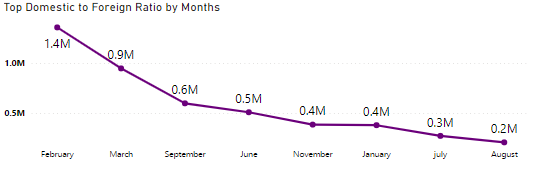 Top Domestic to Foreign Ratio by Months
1.4M
0.9M
0.6M
0.5M
0.4M
0.4M
0.3M
0.2M
1.0M
0.5M
February March September June November January july August